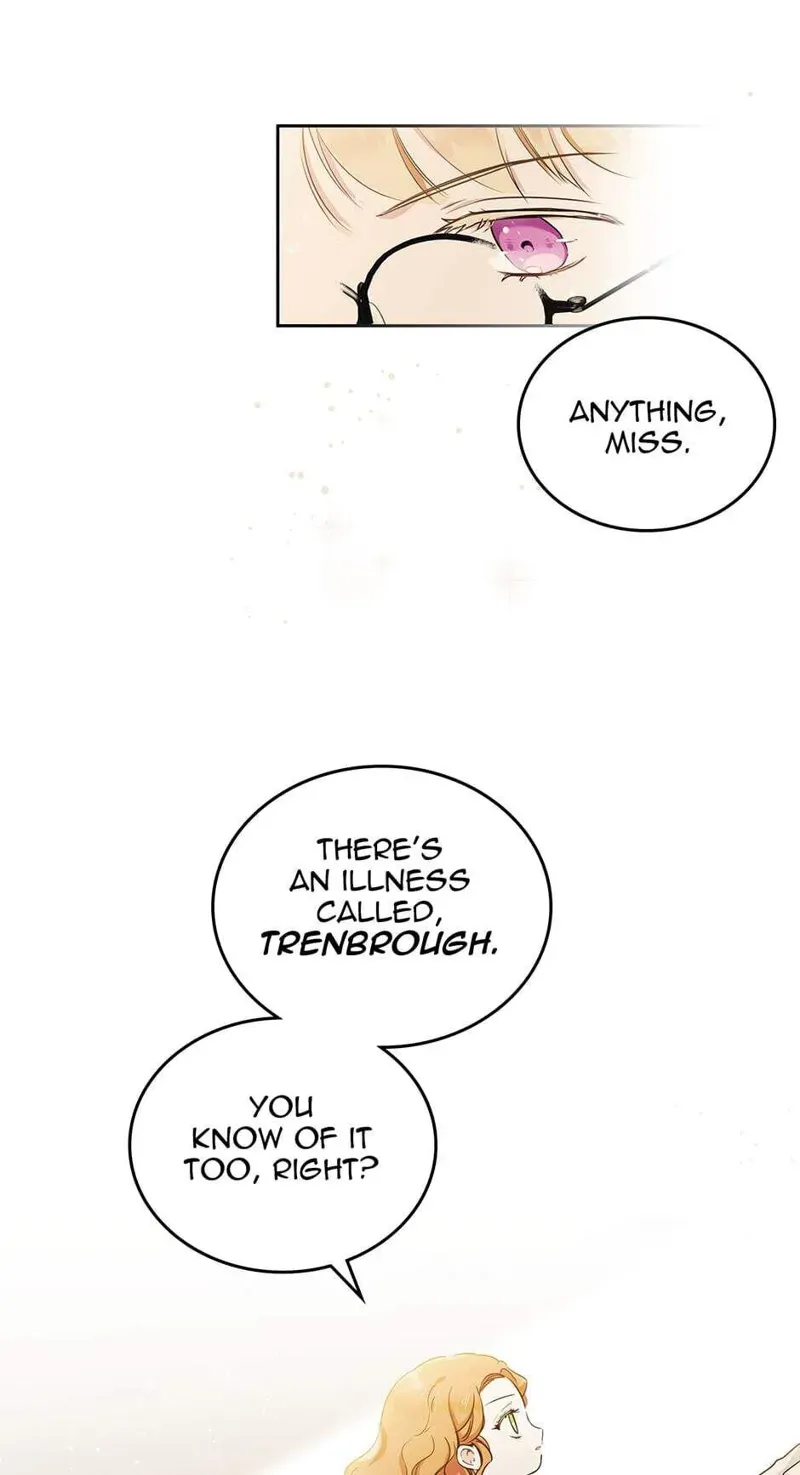 ANYTHING,
MISS.
THERE'S
AN ILLNESS
CALLED,
TRENBROUGH.
YOU
KNOW OF IT
TOO, RIGHT?